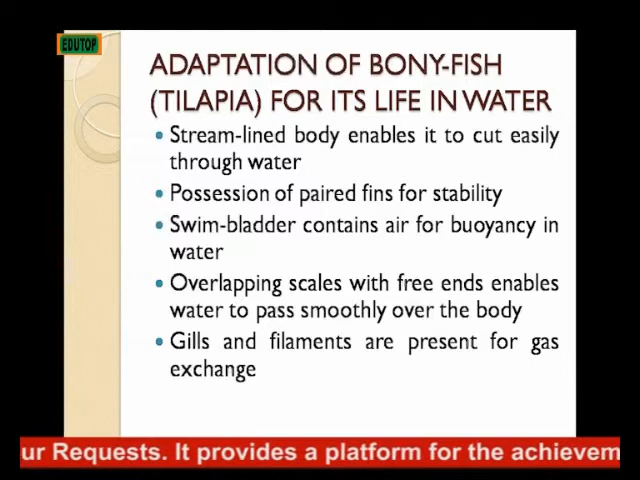 EDUTOP
ADAPTATION OF BONY-FISH
(TILAPIA) FOR ITS LIFE IN WATER
• Stream-lined body enables it to cut easily
through water
• Possession of paired fins for stability
• Swim-bladder contains air for buoyancy in
water
• Overlapping scales with free ends enables
water to pass smoothly over the body
• Gills and filaments are present for gas
exchange
ur Requests. It provides a platform for the achievem